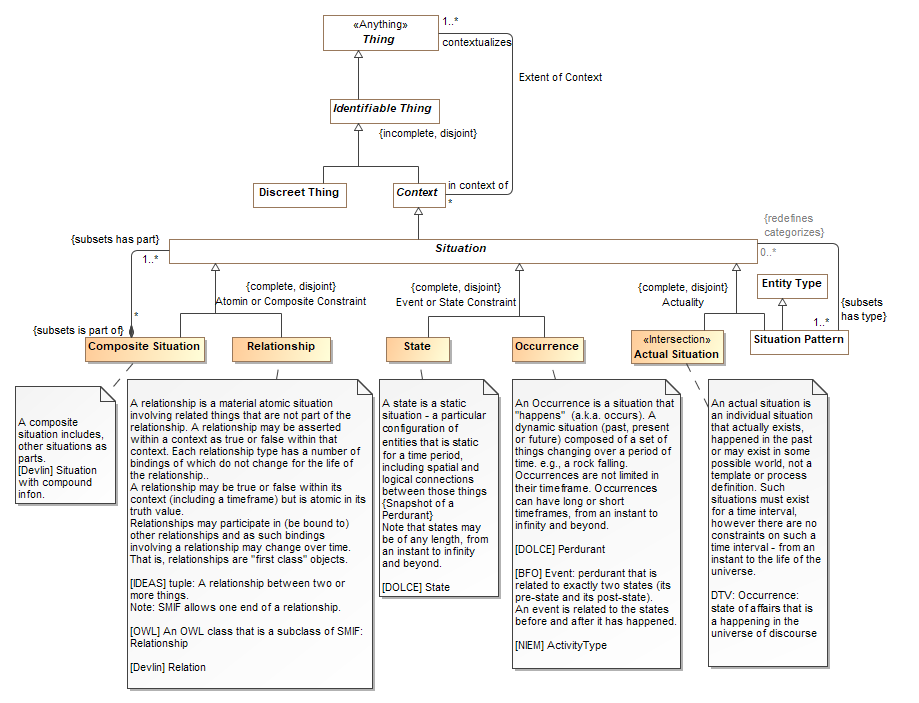 «Anything»
Thing
1..*
contextualizes
Extent of Context
Identifiable Thing
{incomplete, disjoint}
Discreet Thing
Context
in context of
*
{redefines
categorizes}
{subsets has part}
1..*
Situation
0..*
{complete, disjoint}
Atomin or Composite Constraint
{complete, disjoint}
Event or State Constraint
{complete, disjoint}
Actuality
Entity Type
{subsets
has type}
*
{subsets is part of}
1..*
Composite Situation
Relationship
State
Occurrence
«Intersection»
Actual Situation
Situation Pattern
A composite
situation includes,
other situations as
parts.
[Devlin] Situation
with compound
infon.
A relationship is a material atomic situation
involving related things that are not part of the
relationship. A relationship may be asserted
within a context as true or false within that
context. Each relationship type has a number of
bindings of which do not change for the life of
the relationship..
A relationship may be true or false within its
context (including a timeframe) but is atomic in its
truth value.
Relationships may participate in (be bound to)
other relationships and as such bindings
involving a relationship may change over time.
That is, relationships are "first class" objects.
[IDEAS] tuple: A relationship between two or
more things.
Note: SMIF allows one end of a relationship.
[OWL] An OWL class that is a subclass of SMIF:
Relationship
[Devlin] Relation
A state is a static
situation - a particular
configuration of
entities that is static
for a time period,
including spatial and
logical connections
between those things
{Snapshot of a
Perdurant}
Note that states may
be of any length, from
an instant to infinity
and beyond.
[DOLCE] State
An Occurrence is a situation that
"happens" (a.k.a. occurs). A
dynamic situation (past, present
or future) composed of a set of
things changing over a period of
time. e.g., a rock falling.
Occurrences are not limited in
their timeframe. Occurrences
can have long or short
timeframes, from an instant to
infinity and beyond.
[DOLCE] Perdurant
[BFO] Event: perdurant that is
related to exactly two states (its
pre-state and its post-state).
An event is related to the states
before and after it has happened.
[NIEM] ActivityType
An actual situation is
an individual situation
that actually exists,
happened in the past
or may exist in some
possible world, not a
template or process
definition. Such
situations must exist
for a time interval,
however there are no
constraints on such a
time interval - from an
instant to the life of the
universe.
DTV: Occurrence:
state of affairs that is
a happening in the
universe of discourse